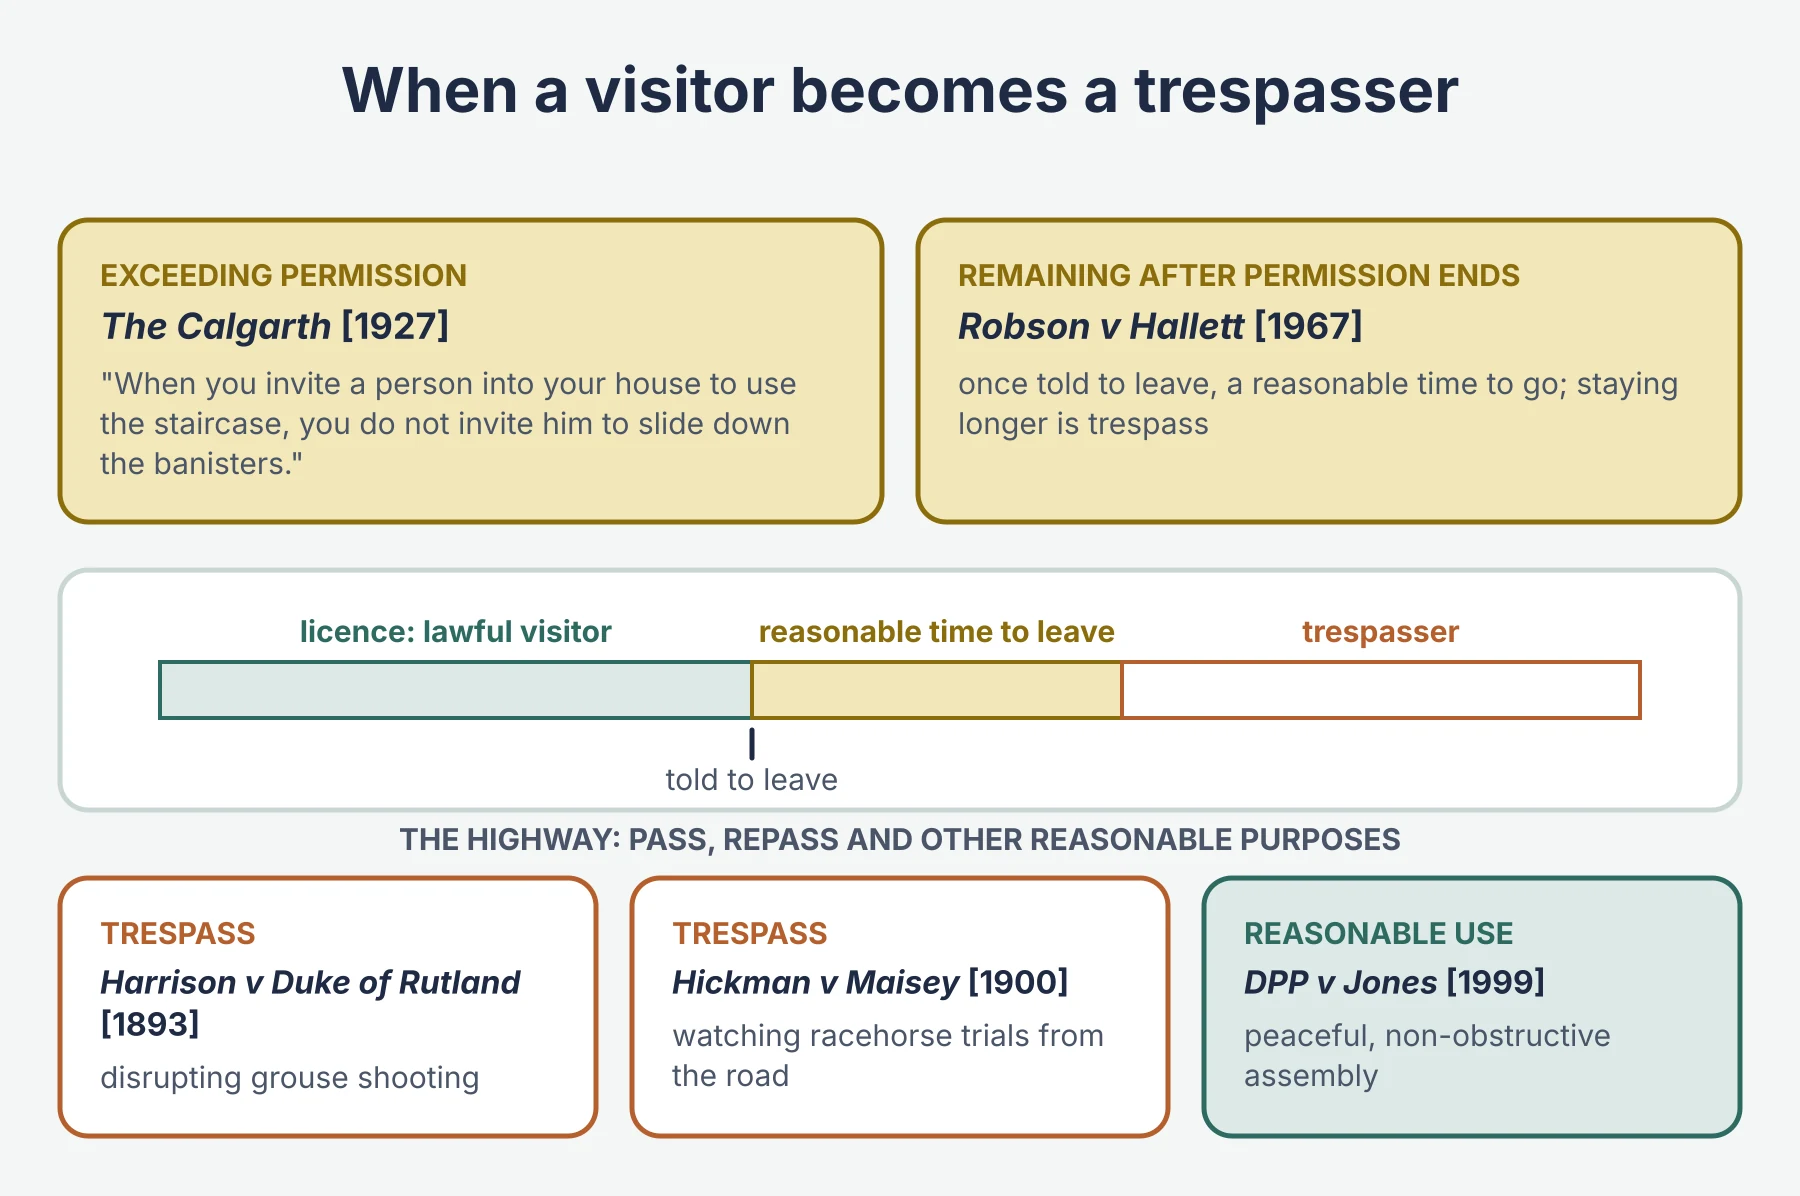 When a visitor becomes a trespasser
EXCEEDING PERMISSION
The Calgarth [1927]
"When you invite a person into your house to use
the staircase, you do not invite him to slide down
the banisters."
REMAINING AFTER PERMISSION ENDS
Robson v Hallett [1967]
once told to leave, a reasonable time to go; staying
longer is trespass
licence: lawful visitor
reasonable time to leave
trespasser
told to leave
THE HIGHWAY: PASS, REPASS AND OTHER REASONABLE PURPOSES
TRESPASS
Harrison v Duke of Rutland
[1893]
disrupting grouse shooting
TRESPASS
Hickman v Maisey [1900]
watching racehorse trials from
the road
REASONABLE USE
DPP v Jones [1999]
peaceful, non-obstructive
assembly